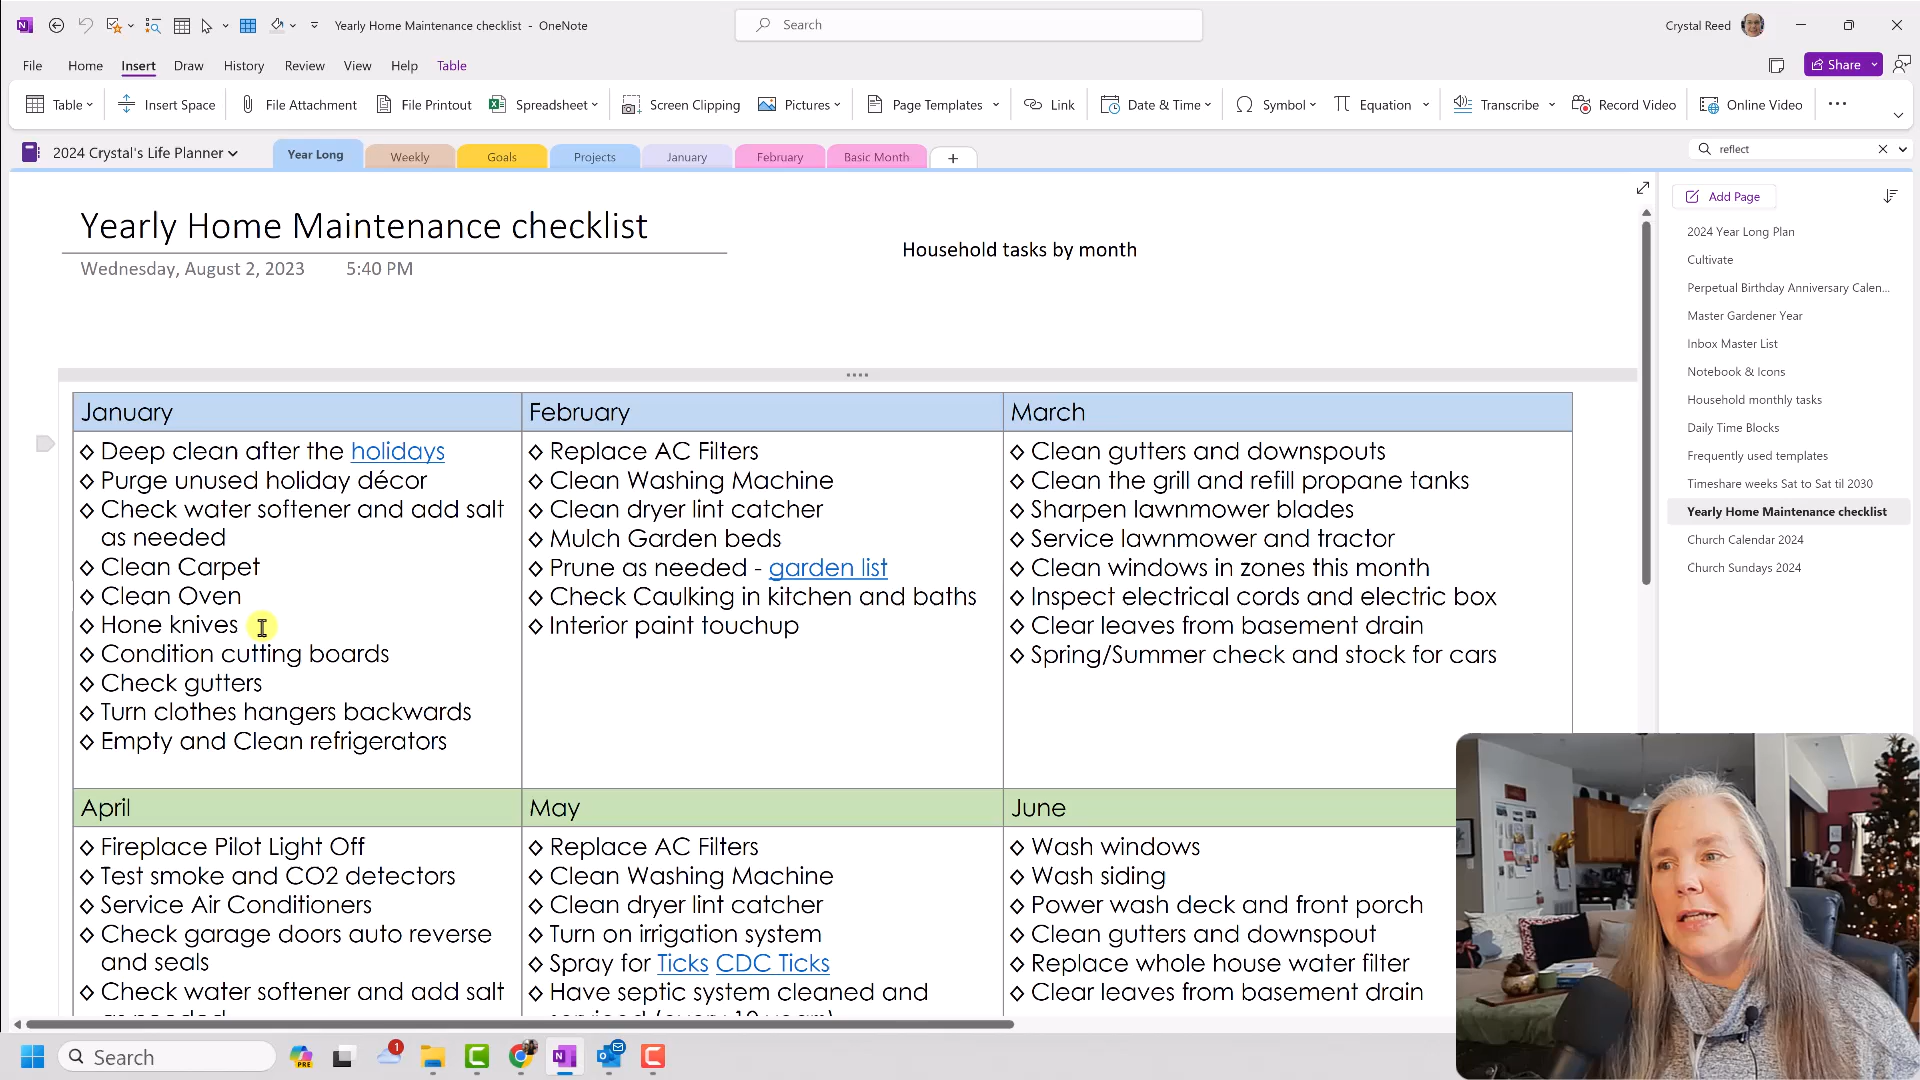 Yearly Home Maintenance checklist - OneNote
Search
Crystal Reed
File Home Insert Draw History Review View Help Table
Share
Table Insert Space File Attachment File Printout Spreadsheet Screen Clipping Pictures Page Templates Link Date & Time Symbol Equation Transcribe Record Video Online Video
2024 Crystal's Life Planner
Year Long Weekly Goals Projects January February Basic Month
reflect
Yearly Home Maintenance checklist
Wednesday, August 2, 2023 5:40 PM
Household tasks by month
January
Deep clean after the holidays
Purge unused holiday décor
Check water softener and add salt
as needed
Clean Carpet
Clean Oven
Hone knives
Condition cutting boards
Check gutters
Turn clothes hangers backwards
Empty and Clean refrigerators
February
Replace AC Filters
Clean Washing Machine
Clean dryer lint catcher
Mulch Garden beds
Prune as needed - garden list
Check Caulking in kitchen and baths
Interior paint touchup
March
Clean gutters and downspouts
Clean the grill and refill propane tanks
Sharpen lawnmower blades
Service lawnmower and tractor
Clean windows in zones this month
Inspect electrical cords and electric box
Clear leaves from basement drain
Spring/Summer check and stock for cars
April
Fireplace Pilot Light Off
Test smoke and CO2 detectors
Service Air Conditioners
Check garage doors auto reverse
and seals
Check water softener and add salt
as needed
May
Replace AC Filters
Clean Washing Machine
Clean dryer lint catcher
Turn on irrigation system
Spray for Ticks CDC Ticks
Have septic system cleaned and
serviced (every 10 years)
June
Wash windows
Wash siding
Power wash deck and front porch
Clean gutters and downspout
Replace whole house water filter
Clear leaves from basement drain
Add Page
2024 Year Long Plan
Cultivate
Perpetual Birthday Anniversary Calen...
Master Gardener Year
Inbox Master List
Notebook & Icons
Household monthly tasks
Daily Time Blocks
Frequently used templates
Timeshare weeks Sat to Sat til 2030
Yearly Home Maintenance checklist
Church Calendar 2024
Church Sundays 2024
Search
PRE
1